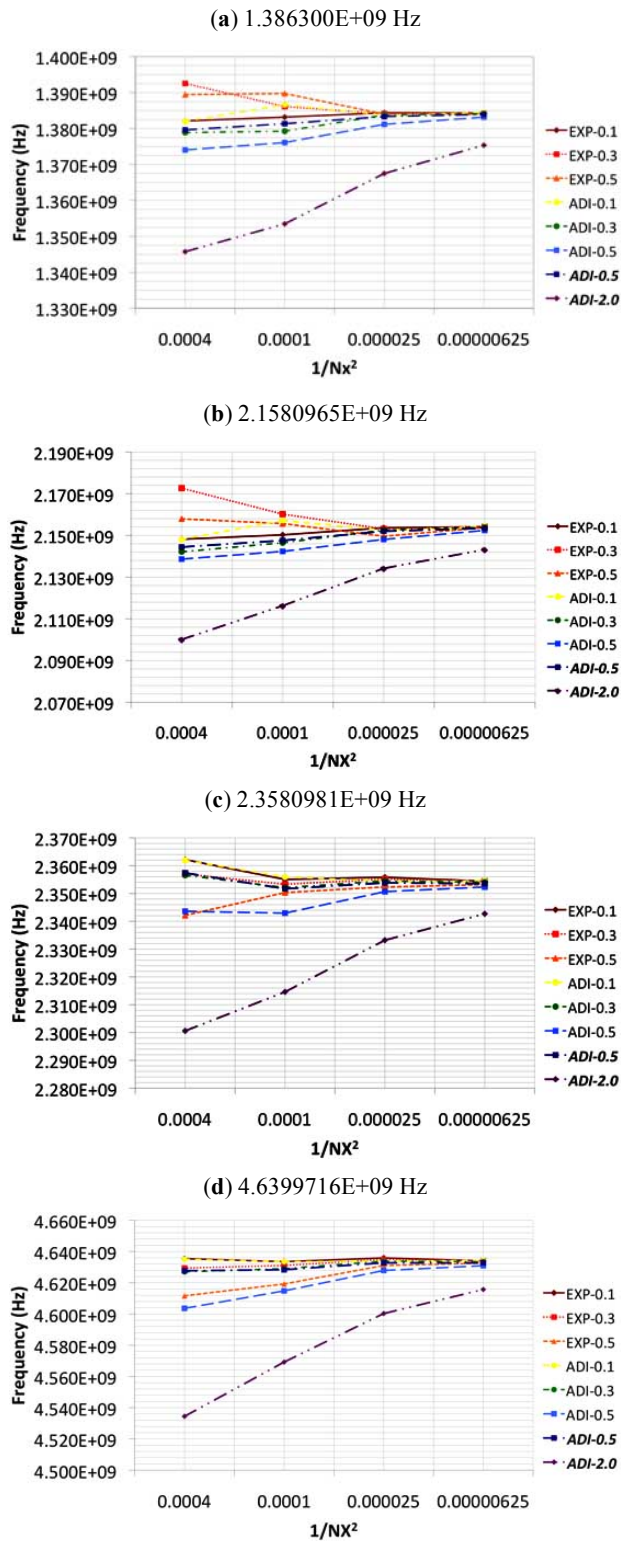 (a) 1.386300E+09 Hz
1.400E+09
1.390E+09
1.380E+09
1.370E+09
1.360E+09
1.350E+09
1.340E+09
1.330E+09
Frequency (Hz)
0.0004 0.0001 0.000025 0.00000625
1/Nx²
EXP-0.1
EXP-0.3
EXP-0.5
ADI-0.1
ADI-0.3
ADI-0.5
ADI-0.5
ADI-2.0
(b) 2.1580965E+09 Hz
2.190E+09
2.170E+09
2.150E+09
2.130E+09
2.110E+09
2.090E+09
2.070E+09
Frequency (Hz)
0.0004 0.0001 0.000025 0.00000625
1/NX²
EXP-0.1
EXP-0.3
EXP-0.5
ADI-0.1
ADI-0.3
ADI-0.5
ADI-0.5
ADI-2.0
(c) 2.3580981E+09 Hz
2.370E+09
2.360E+09
2.350E+09
2.340E+09
2.330E+09
2.320E+09
2.310E+09
2.300E+09
2.290E+09
2.280E+09
Frequency (Hz)
0.0004 0.0001 0.000025 0.00000625
1/NX²
EXP-0.1
EXP-0.3
EXP-0.5
ADI-0.1
ADI-0.3
ADI-0.5
ADI-0.5
ADI-2.0
(d) 4.6399716E+09 Hz
4.660E+09
4.640E+09
4.620E+09
4.600E+09
4.580E+09
4.560E+09
4.540E+09
4.520E+09
4.500E+09
Frequency (Hz)
0.0004 0.0001 0.000025 0.00000625
1/NX²
EXP-0.1
EXP-0.3
EXP-0.5
ADI-0.1
ADI-0.3
ADI-0.5
ADI-0.5
ADI-2.0